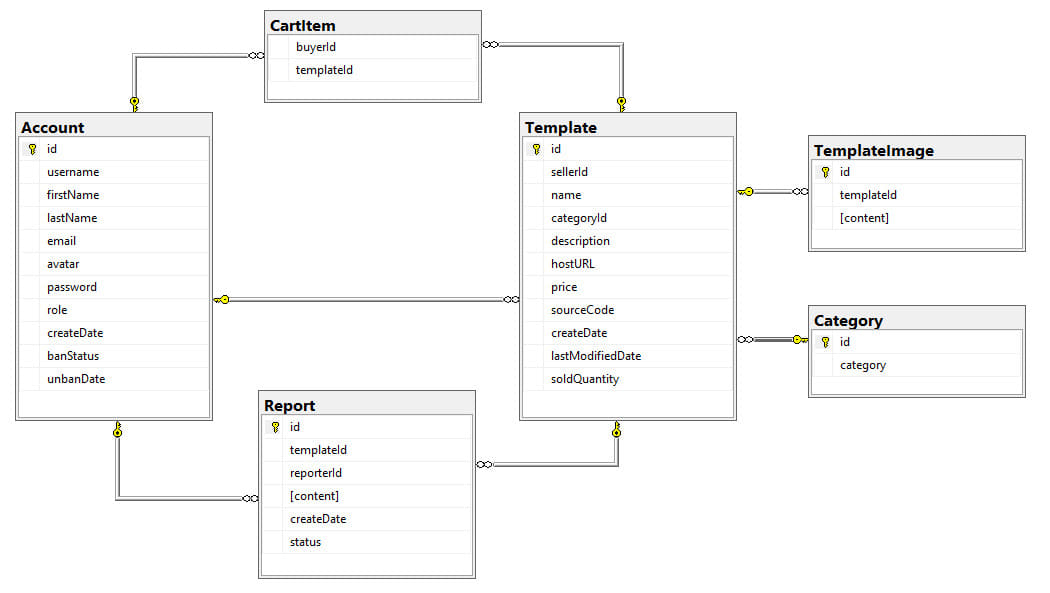 CartItem
buyerId
templateId
Account
id
username
firstName
lastName
email
avatar
password
role
createDate
banStatus
unbanDate
Template
id
sellerId
name
categoryId
description
hostURL
price
sourceCode
createDate
lastModifiedDate
soldQuantity
TemplateImage
id
templateId
[content]
Category
id
category
Report
id
templateId
reporterId
[content]
createDate
status